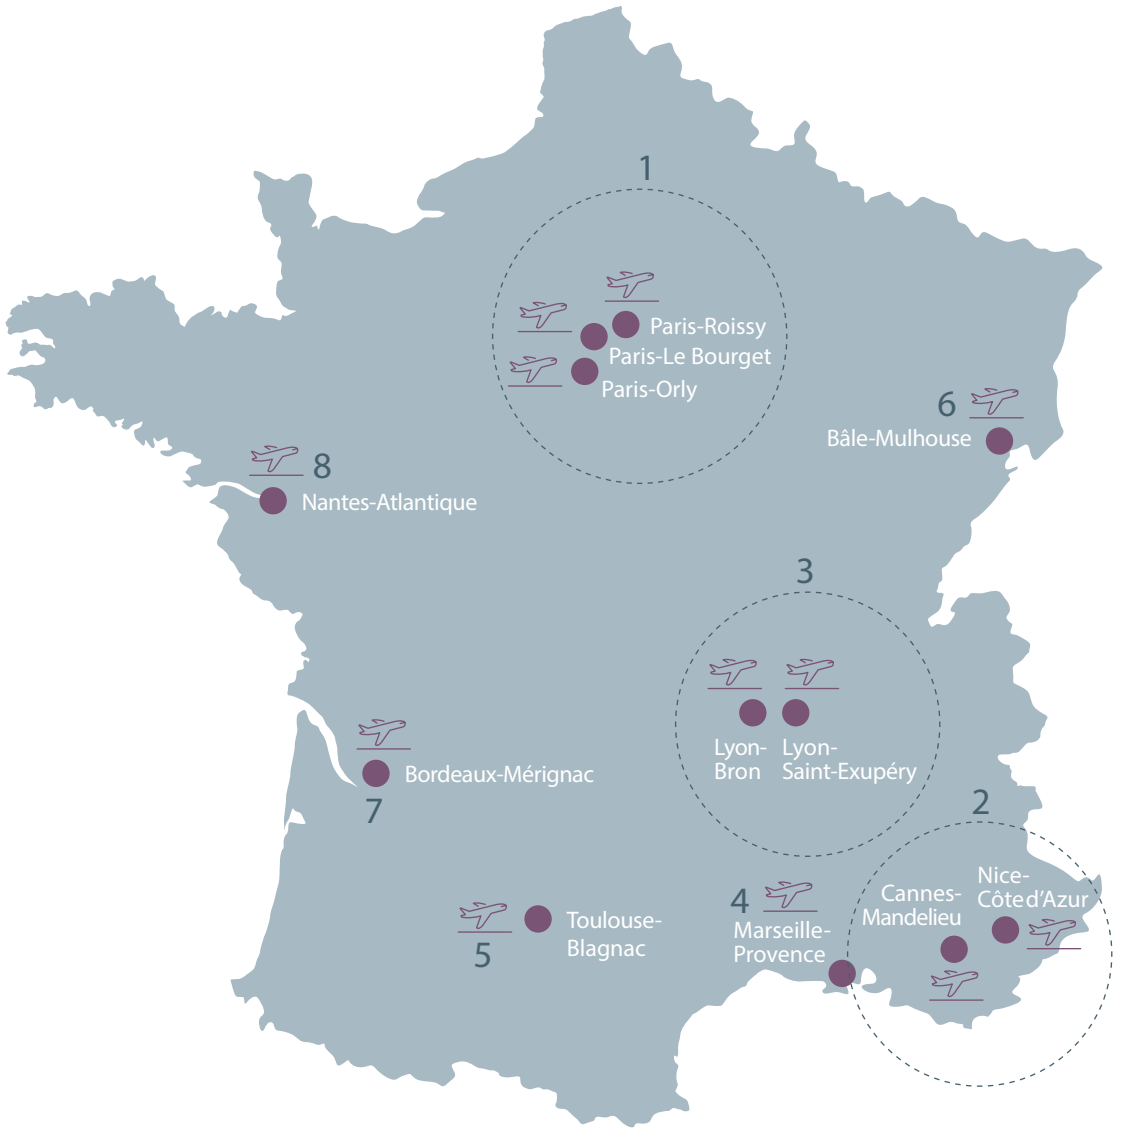 1
Paris-Roissy
Paris-Le Bourget
Paris-Orly
6
Bâle-Mulhouse
8
Nantes-Atlantique
3
Lyon-
Bron
Lyon-
Saint-Exupéry
Bordeaux-Mérignac
7
2
Nice-
Côte d'Azur
Cannes-
Mandelieu
4
Marseille-
Provence
Toulouse-
Blagnac
5